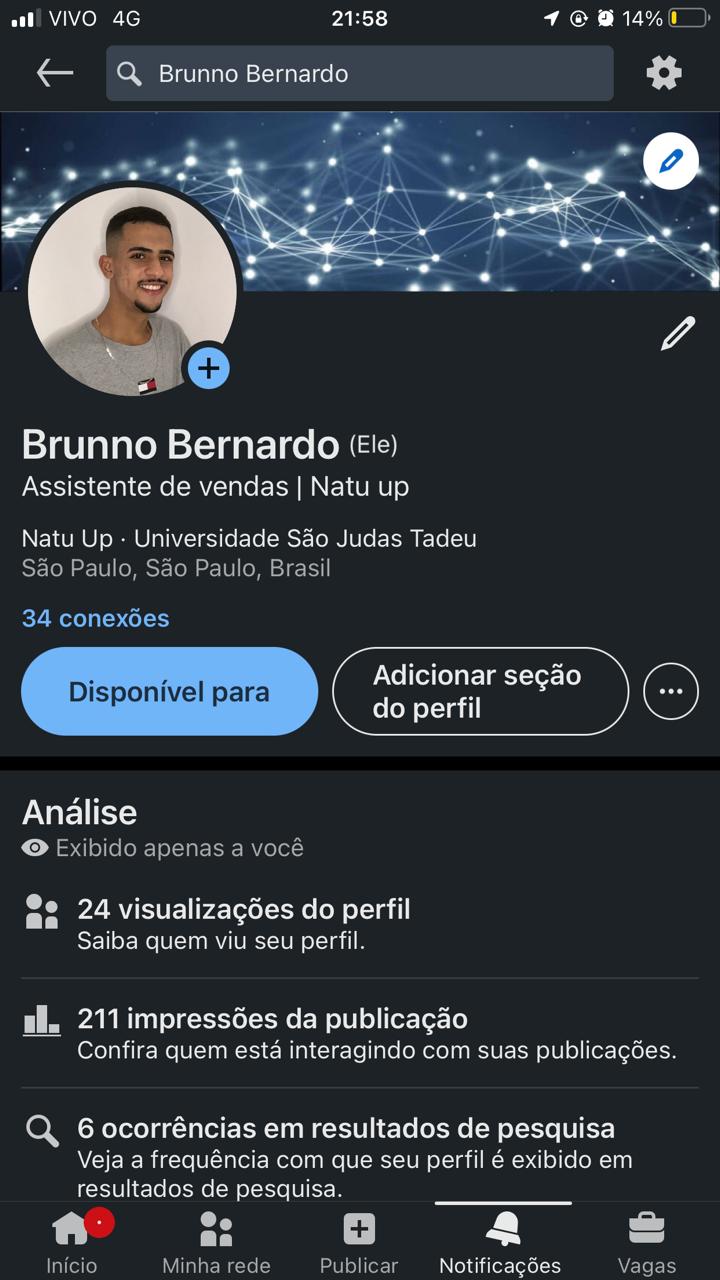 VIVO 4G 21:58 14%
Brunno Bernardo
Brunno Bernardo (Ele)
Assistente de vendas | Natu up
Natu Up · Universidade São Judas Tadeu
São Paulo, São Paulo, Brasil
34 conexões
Disponível para
Adicionar seção
do perfil
Análise
Exibido apenas a você
24 visualizações do perfil
Saiba quem viu seu perfil.
211 impressões da publicação
Confira quem está interagindo com suas publicações.
6 ocorrências em resultados de pesquisa
Veja a frequência com que seu perfil é exibido em
resultados de pesquisa.
Início Minha rede Publicar Notificações Vagas